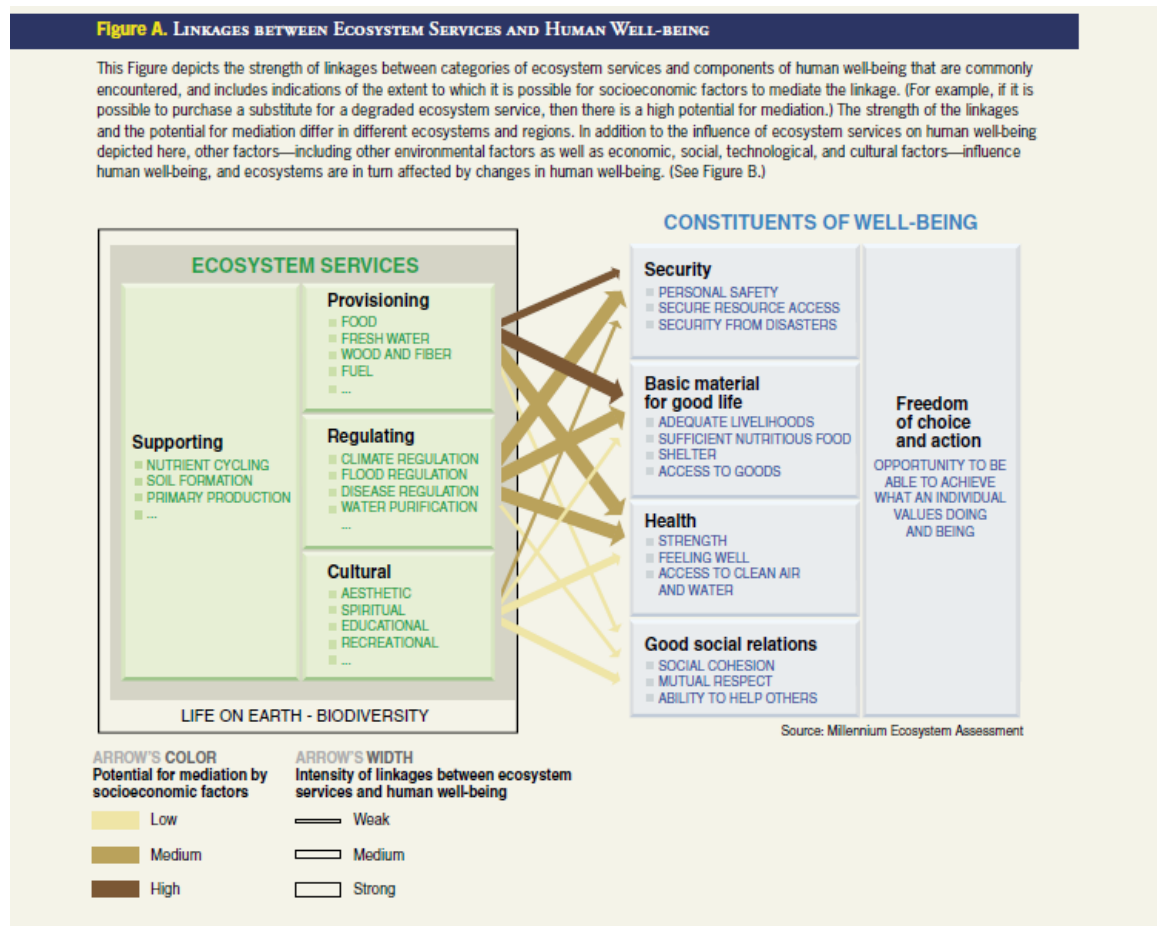 Figure A. LINKAGES BETWEEN ECOSYSTEM SERVICES AND HUMAN WELL-BEING
This Figure depicts the strength of linkages between categories of ecosystem services and components of human well-being that are commonly
encountered, and includes indications of the extent to which it is possible for socioeconomic factors to mediate the linkage. (For example, if it is
possible to purchase a substitute for a degraded ecosystem service, then there is a high potential for mediation.) The strength of the linkages
and the potential for mediation differ in different ecosystems and regions. In addition to the influence of ecosystem services on human well-being
depicted here, other factors—including other environmental factors as well as economic, social, technological, and cultural factors—influence
human well-being, and ecosystems are in turn affected by changes in human well-being. (See Figure B.)
ECOSYSTEM SERVICES
Supporting
NUTRIENT CYCLING
SOIL FORMATION
PRIMARY PRODUCTION
...
Provisioning
FOOD
FRESH WATER
WOOD AND FIBER
FUEL
...
Regulating
CLIMATE REGULATION
FLOOD REGULATION
DISEASE REGULATION
WATER PURIFICATION
...
Cultural
AESTHETIC
SPIRITUAL
EDUCATIONAL
RECREATIONAL
...
LIFE ON EARTH - BIODIVERSITY
CONSTITUENTS OF WELL-BEING
Security
PERSONAL SAFETY
SECURE RESOURCE ACCESS
SECURITY FROM DISASTERS
Basic material
for good life
ADEQUATE LIVELIHOODS
SUFFICIENT NUTRITIOUS FOOD
SHELTER
ACCESS TO GOODS
Health
STRENGTH
FEELING WELL
ACCESS TO CLEAN AIR
AND WATER
Good social relations
SOCIAL COHESION
MUTUAL RESPECT
ABILITY TO HELP OTHERS
Freedom
of choice
and action
OPPORTUNITY TO BE
ABLE TO ACHIEVE
WHAT AN INDIVIDUAL
VALUES DOING
AND BEING
Source: Millennium Ecosystem Assessment
ARROW'S COLOR
Potential for mediation by
socioeconomic factors
Low
Medium
High
ARROW'S WIDTH
Intensity of linkages between ecosystem
services and human well-being
Weak
Medium
Strong